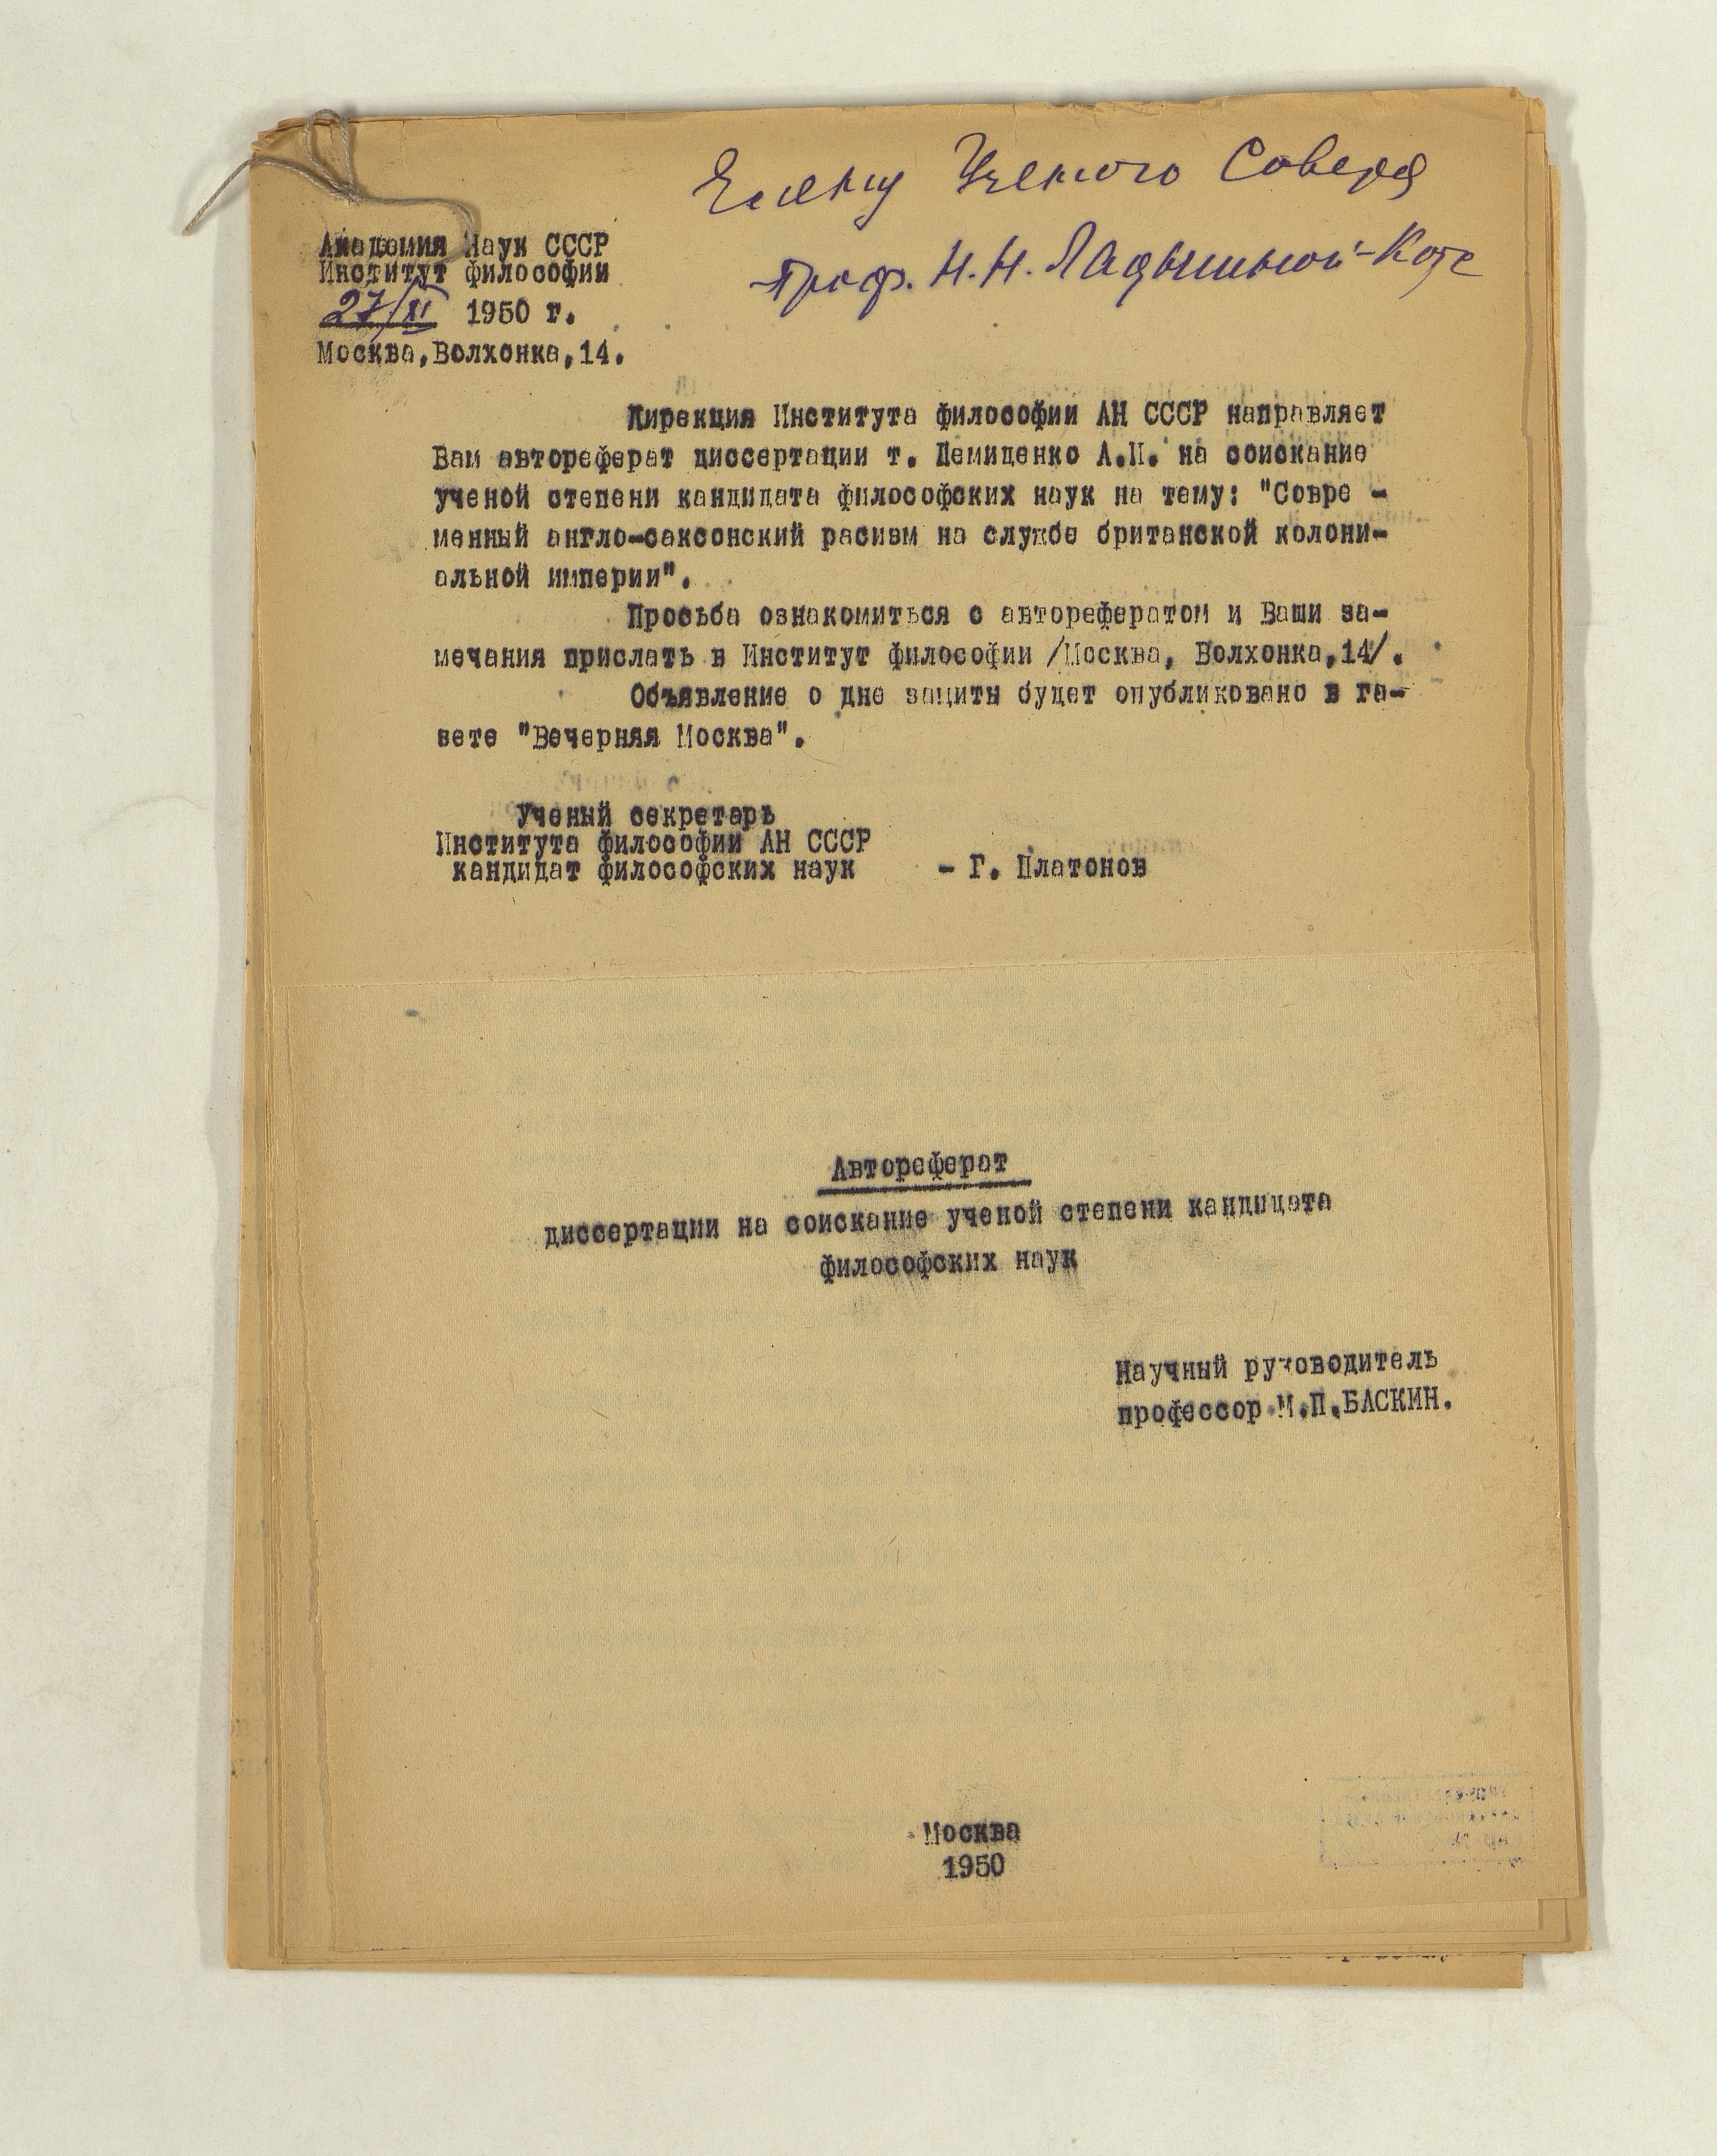 Члену Ученого Совета
Проф. Н.Н. Ладыгиной-Котс
Академия Наук СССР
Институт философии
27/XI 1950 г.
Москва,Волхонка,14.
Дирекция Института философии АН СССР направляет
Вам автореферат диссертации т. Демиденко А.П. на соискание
ученой степени кандидата философских наук на тему: "Совре -
менный англо-саксонский расизм на службе британской колони-
альной империи".
Просьба ознакомиться с авторефератом и Ваши за-
мечания прислать в Институт философии /Москва, Волхонка,14/.
Объявление о дне защиты будет опубликовано в га-
зете "Вечерняя Москва".
Ученый секретарь
Института философии АН СССР
кандидат философских наук - Г. Платонов
Автореферат
диссертации на соискание ученой степени кандидата
философских наук
Научный руководитель
профессор М.П.БАСКИН.
Москва
1950